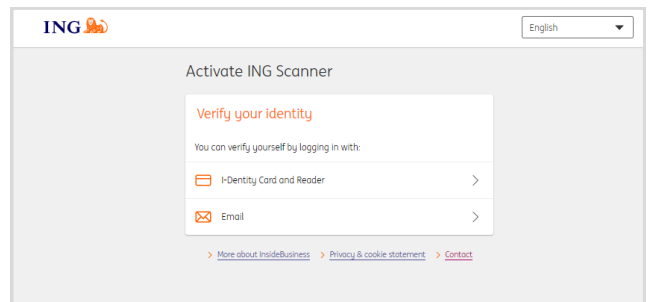 ING
English
Activate ING Scanner
Verify your identity
You can verify yourself by logging in with:
I-Dentity Card and Reader
Email
More about InsideBusiness Privacy & cookie statement Contact